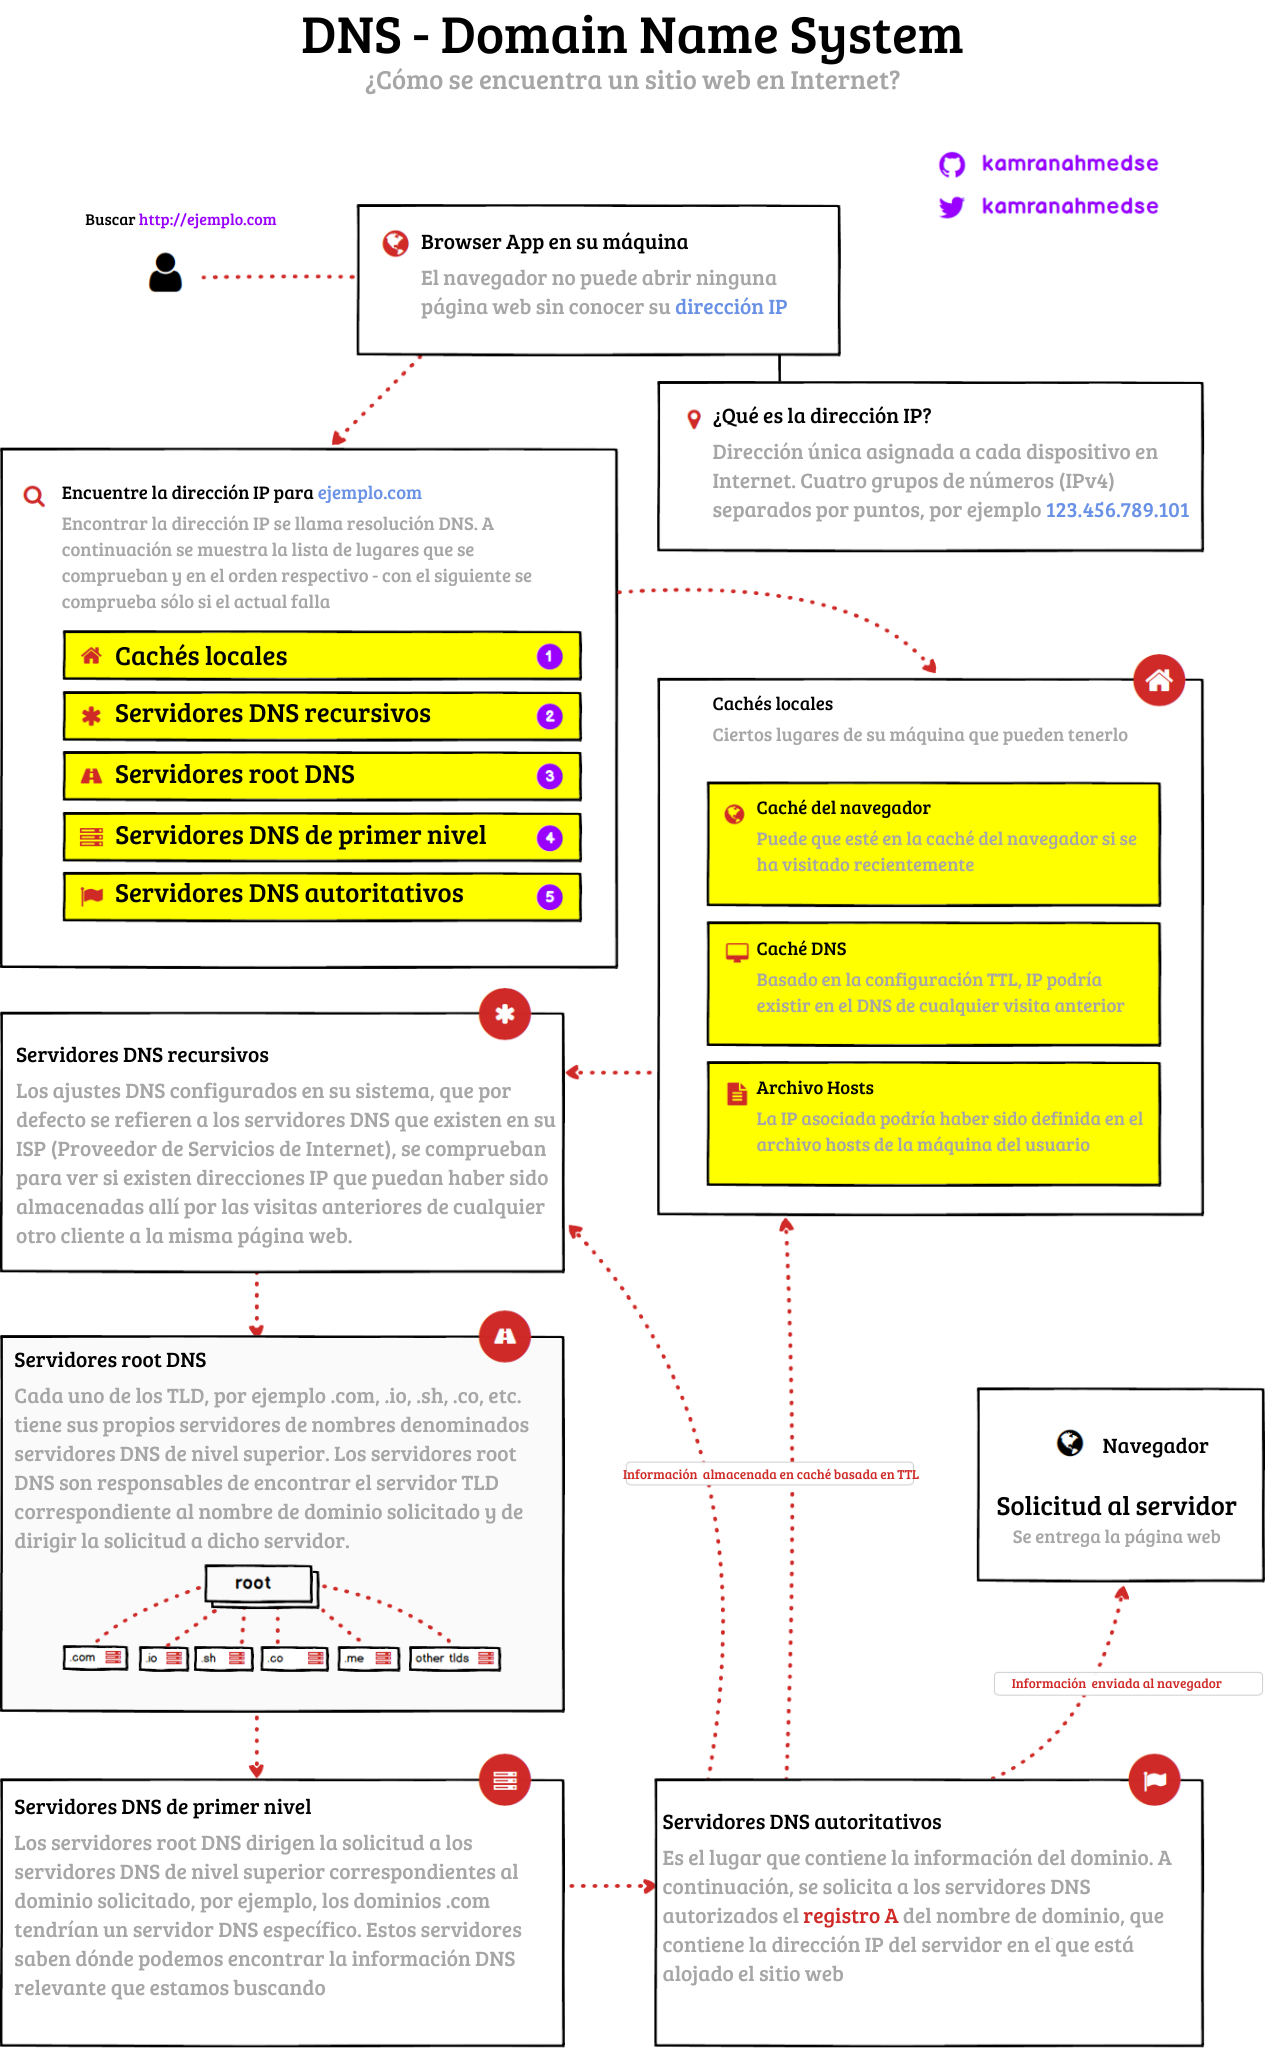 DNS - Domain Name System
¿Cómo se encuentra un sitio web en Internet?
kamranahmedse
kamranahmedse
Buscar http://ejemplo.com
Browser App en su máquina
El navegador no puede abrir ninguna
página web sin conocer su dirección IP
¿Qué es la dirección IP?
Dirección única asignada a cada dispositivo en
Internet. Cuatro grupos de números (IPv4)
separados por puntos, por ejemplo 123.456.789.101
Encuentre la dirección IP para ejemplo.com
Encontrar la dirección IP se llama resolución DNS. A
continuación se muestra la lista de lugares que se
comprueban y en el orden respectivo - con el siguiente se
comprueba sólo si el actual falla
Cachés locales 1
Servidores DNS recursivos 2
Servidores root DNS 3
Servidores DNS de primer nivel 4
Servidores DNS autoritativos 5
Cachés locales
Ciertos lugares de su máquina que pueden tenerlo
Caché del navegador
Puede que esté en la caché del navegador si se
ha visitado recientemente
Caché DNS
Basado en la configuración TTL, IP podría
existir en el DNS de cualquier visita anterior
Archivo Hosts
La IP asociada podría haber sido definida en el
archivo hosts de la máquina del usuario
Servidores DNS recursivos
Los ajustes DNS configurados en su sistema, que por
defecto se refieren a los servidores DNS que existen en su
ISP (Proveedor de Servicios de Internet), se comprueban
para ver si existen direcciones IP que puedan haber sido
almacenadas allí por las visitas anteriores de cualquier
otro cliente a la misma página web.
Servidores root DNS
Cada uno de los TLD, por ejemplo .com, .io, .sh, .co, etc.
tiene sus propios servidores de nombres denominados
servidores DNS de nivel superior. Los servidores root
DNS son responsables de encontrar el servidor TLD
correspondiente al nombre de dominio solicitado y de
dirigir la solicitud a dicho servidor.
root
.com .io .sh .co .me other tlds
Información almacenada en caché basada en TTL
Navegador
Solicitud al servidor
Se entrega la página web
Información enviada al navegador
Servidores DNS de primer nivel
Los servidores root DNS dirigen la solicitud a los
servidores DNS de nivel superior correspondientes al
dominio solicitado, por ejemplo, los dominios .com
tendrían un servidor DNS específico. Estos servidores
saben dónde podemos encontrar la información DNS
relevante que estamos buscando
Servidores DNS autoritativos
Es el lugar que contiene la información del dominio. A
continuación, se solicita a los servidores DNS
autorizados el registro A del nombre de dominio, que
contiene la dirección IP del servidor en el que está
alojado el sitio web